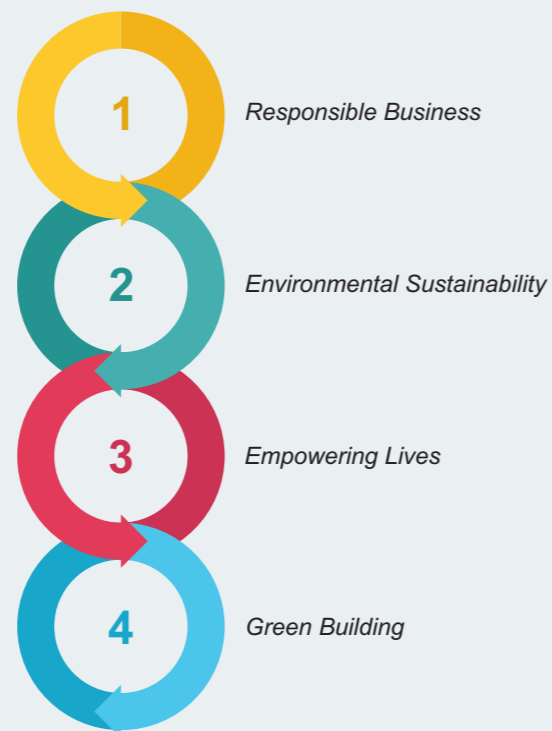 1
Responsible Business
2
Environmental Sustainability
3
Empowering Lives
4
Green Building